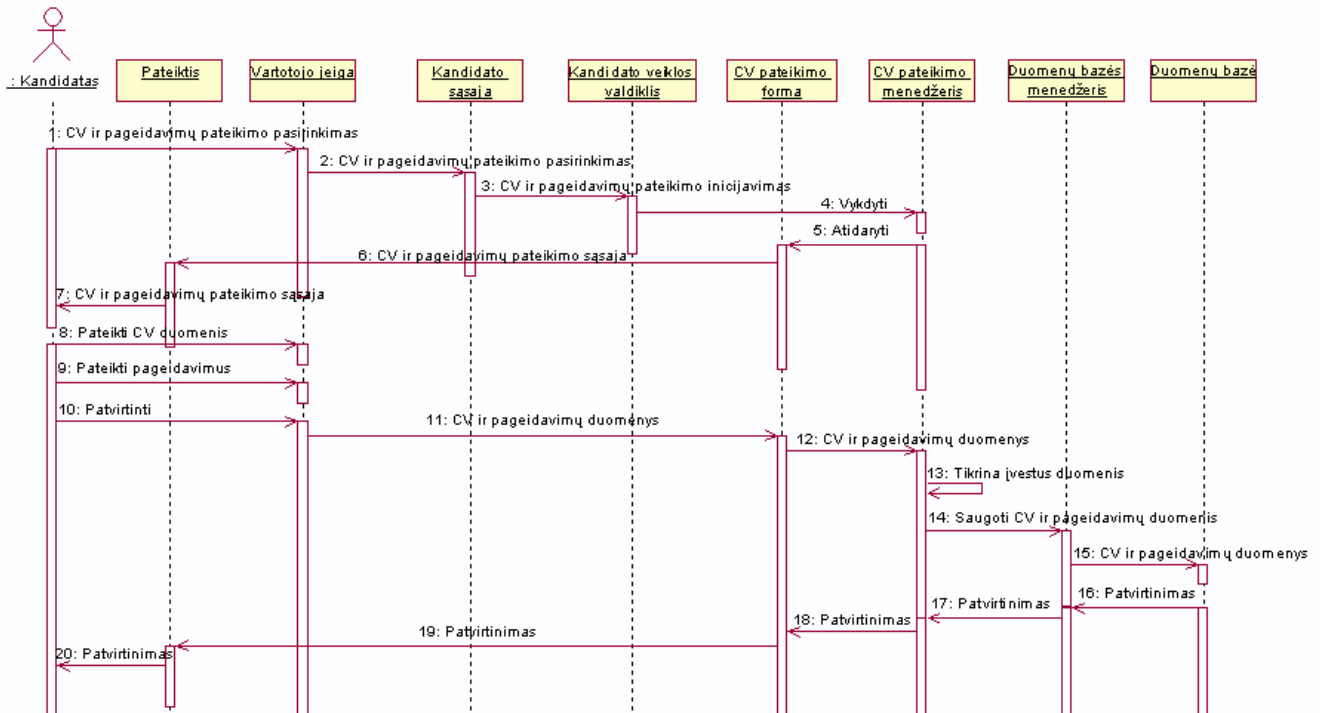 : Kandidatas
Pateiktis
Vartotojo įeiga
Kandidato
sąsaja
Kandidato veiklos
valdiklis
CV pateikimo
forma
CV pateikimo
menedžeris
Duomenų bazės
menedžeris
Duomenų bazė
1: CV ir pageidavimų pateikimo pasirinkimas
2: CV ir pageidavimų pateikimo pasirinkimas
3: CV ir pageidavimų pateikimo inicijavimas
4: Vykdyti
5: Atidaryti
6: CV ir pageidavimų pateikimo sąsaja
7: CV ir pageidavimų pateikimo sąsaja
8: Pateikti CV duomenis
9: Pateikti pageidavimus
10: Patvirtinti
11: CV ir pageidavimų duomenys
12: CV ir pageidavimų duomenys
13: Tikrina įvestus duomenis
14: Saugoti CV ir pageidavimų duomenis
15: CV ir pageidavimų duomenys
16: Patvirtinimas
17: Patvirtinimas
18: Patvirtinimas
19: Patvirtinimas
20: Patvirtinimas